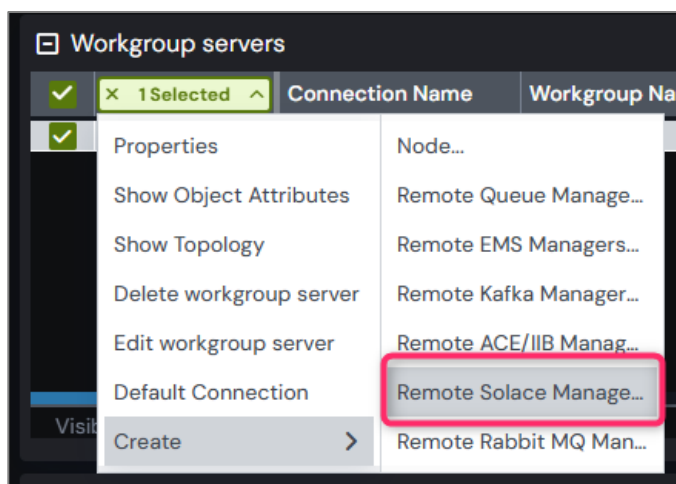 Workgroup servers
× 1 Selected Connection Name Workgroup Na
Properties
Show Object Attributes
Show Topology
Delete workgroup server
Edit workgroup server
Default Connection
Create
Node...
Remote Queue Manage...
Remote EMS Managers...
Remote Kafka Manager...
Remote ACE/IIB Manag...
Remote Solace Manage...
Remote Rabbit MQ Man...
Visib